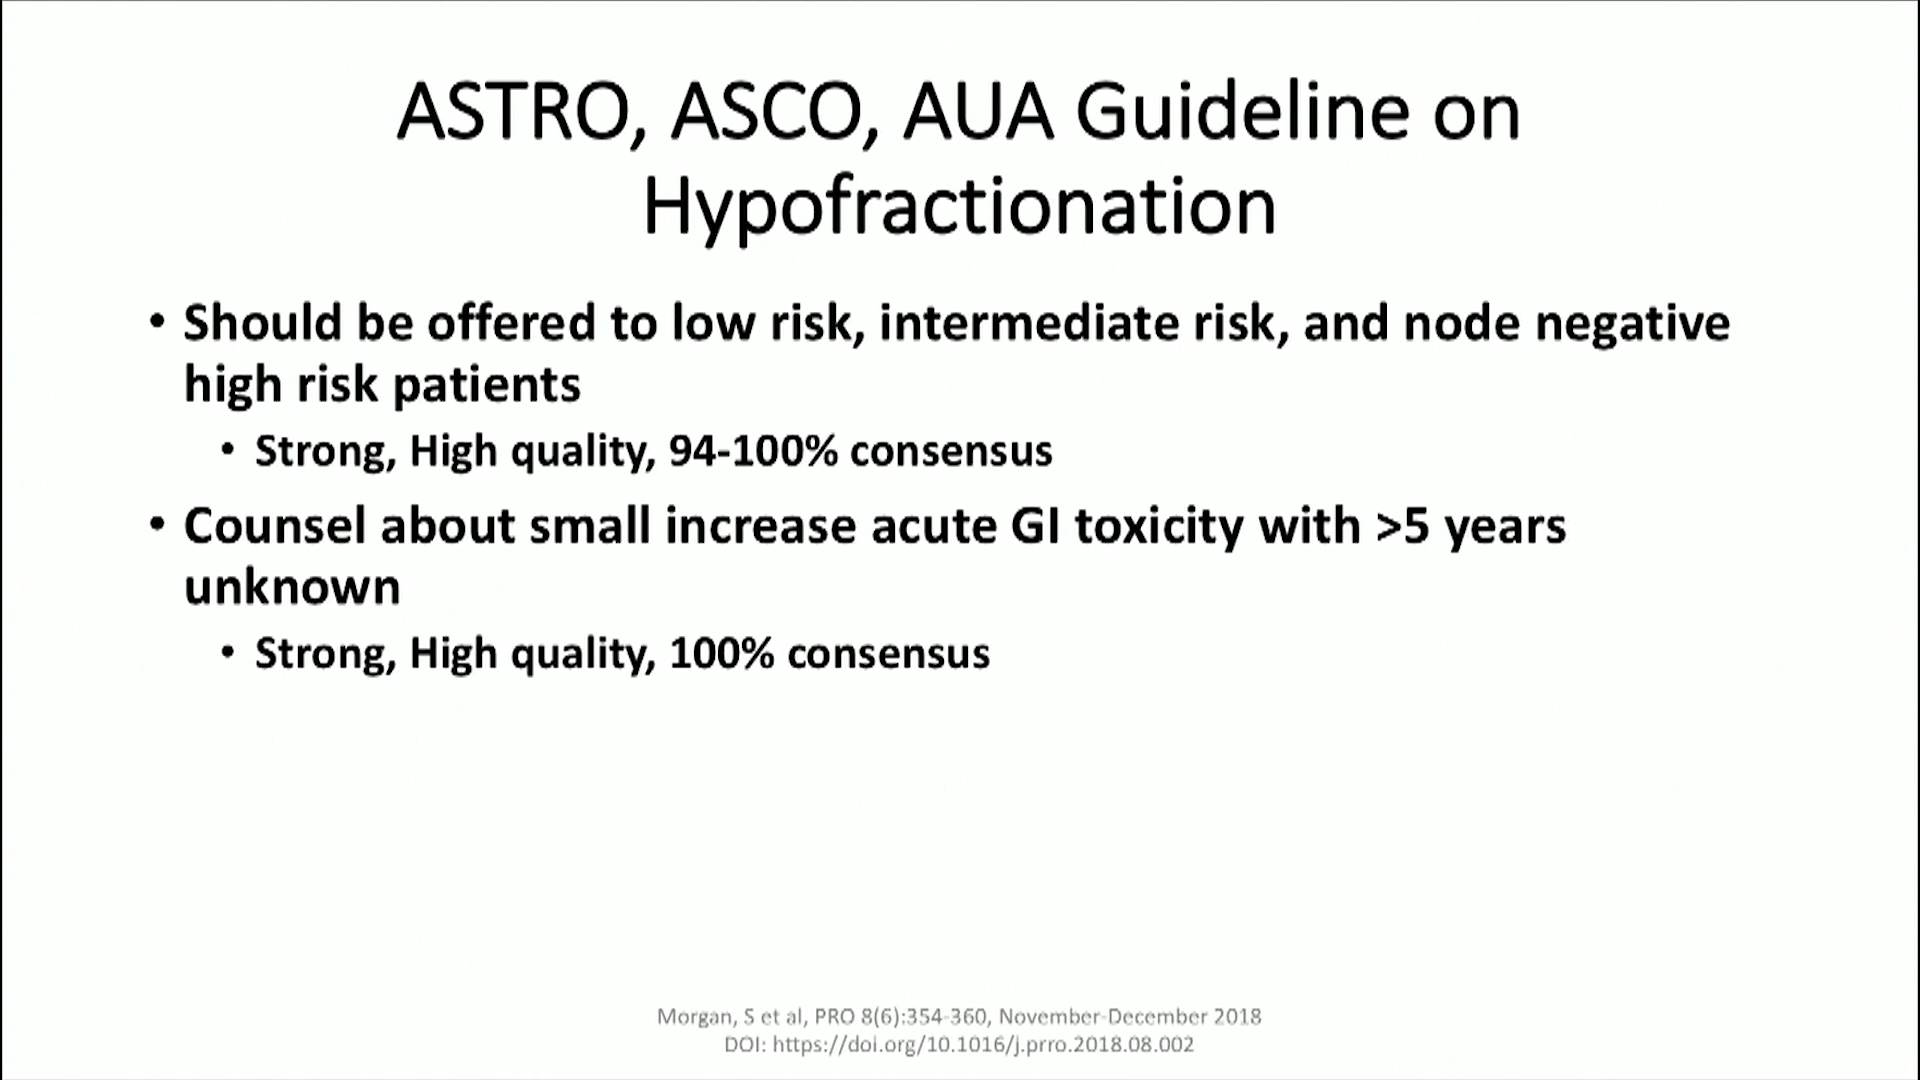 ASTRO, ASCO, AUA Guideline on
Hypofractionation
• Should be offered to low risk, intermediate risk, and node negative
high risk patients
• Strong, High quality, 94-100% consensus
• Counsel about small increase acute GI toxicity with >5 years
unknown
• Strong, High quality, 100% consensus
Morgan, S et al, PRO 8(6):354-360, November-December 2018
DOI: https://doi.org/10.1016/j.prro.2018.08.002